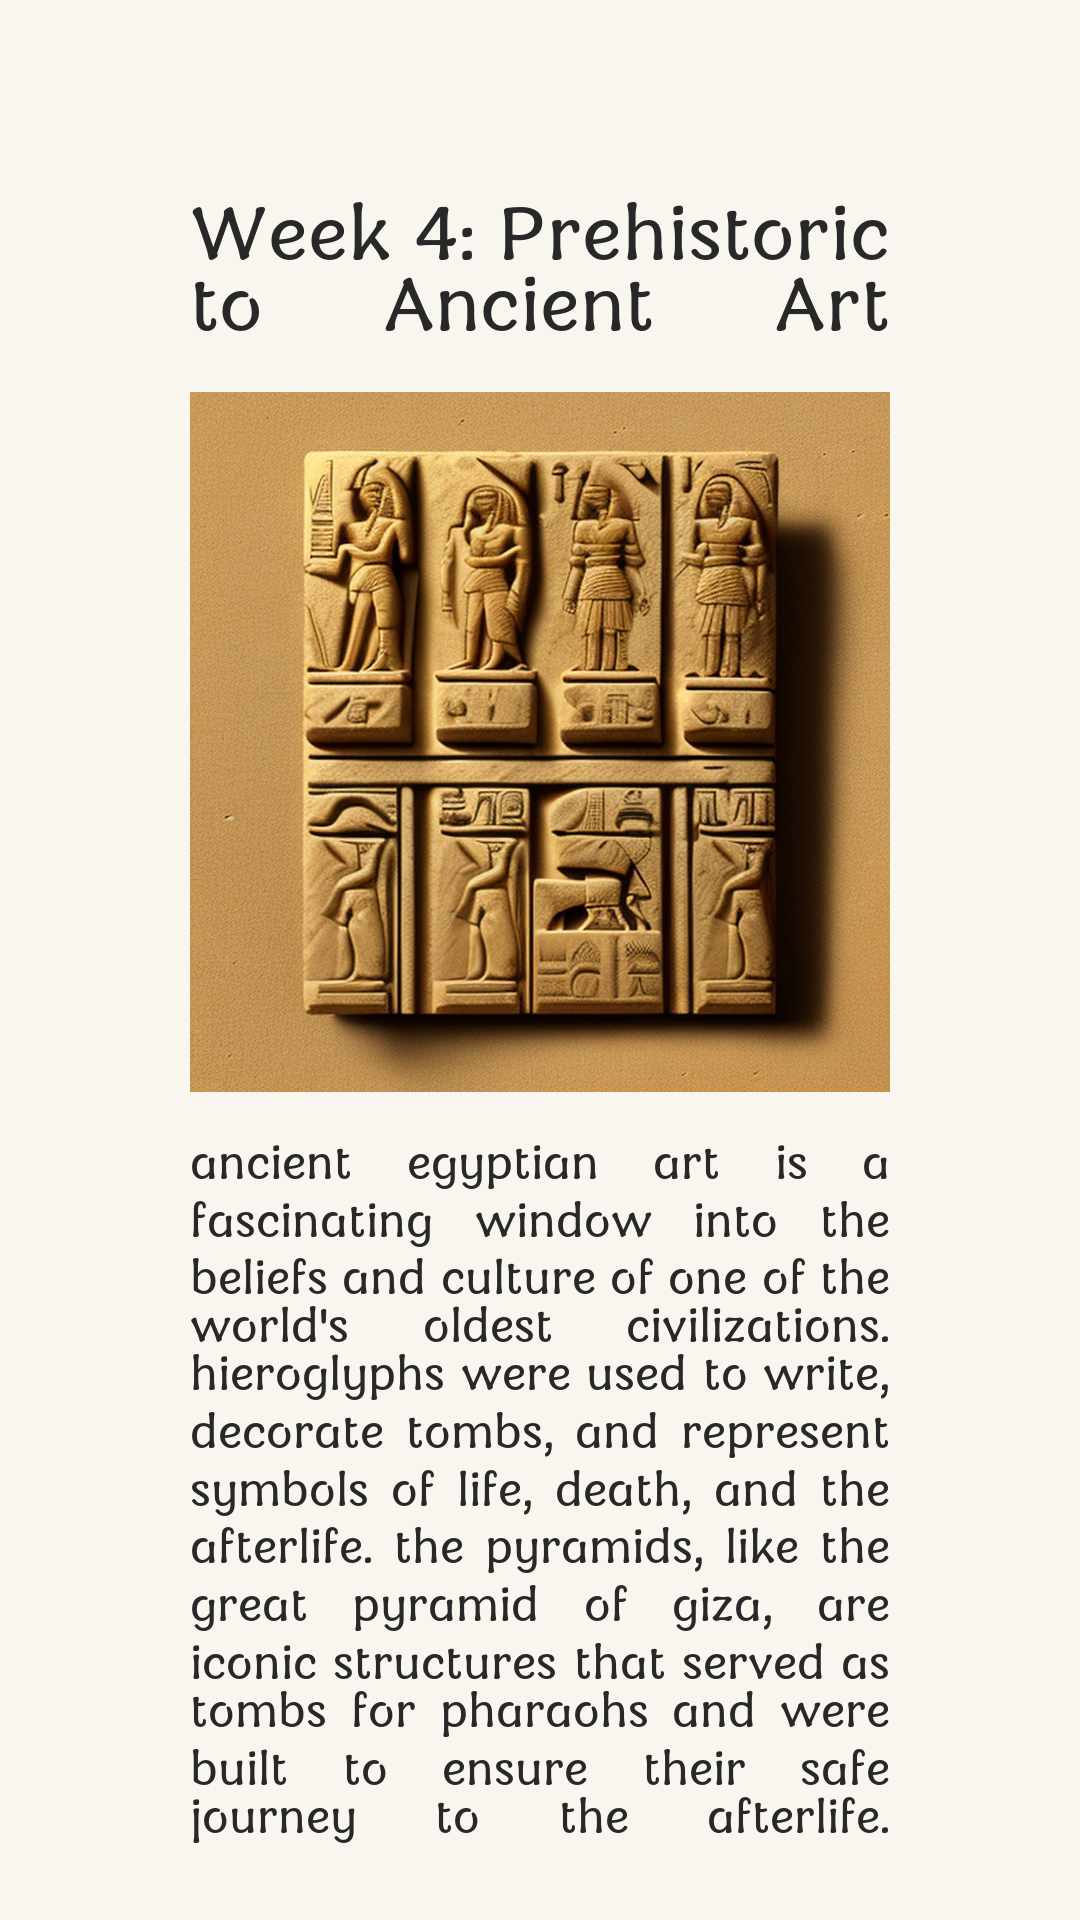 Week 4: Prehistoric
to Ancient Art
ancient egyptian art is a
fascinating window into the
beliefs and culture of one of the
world's oldest civilizations.
hieroglyphs were used to write,
decorate tombs, and represent
symbols of life, death, and the
afterlife. the pyramids, like the
great pyramid of giza, are
iconic structures that served as
tombs for pharaohs and were
built to ensure their safe
journey to the afterlife.